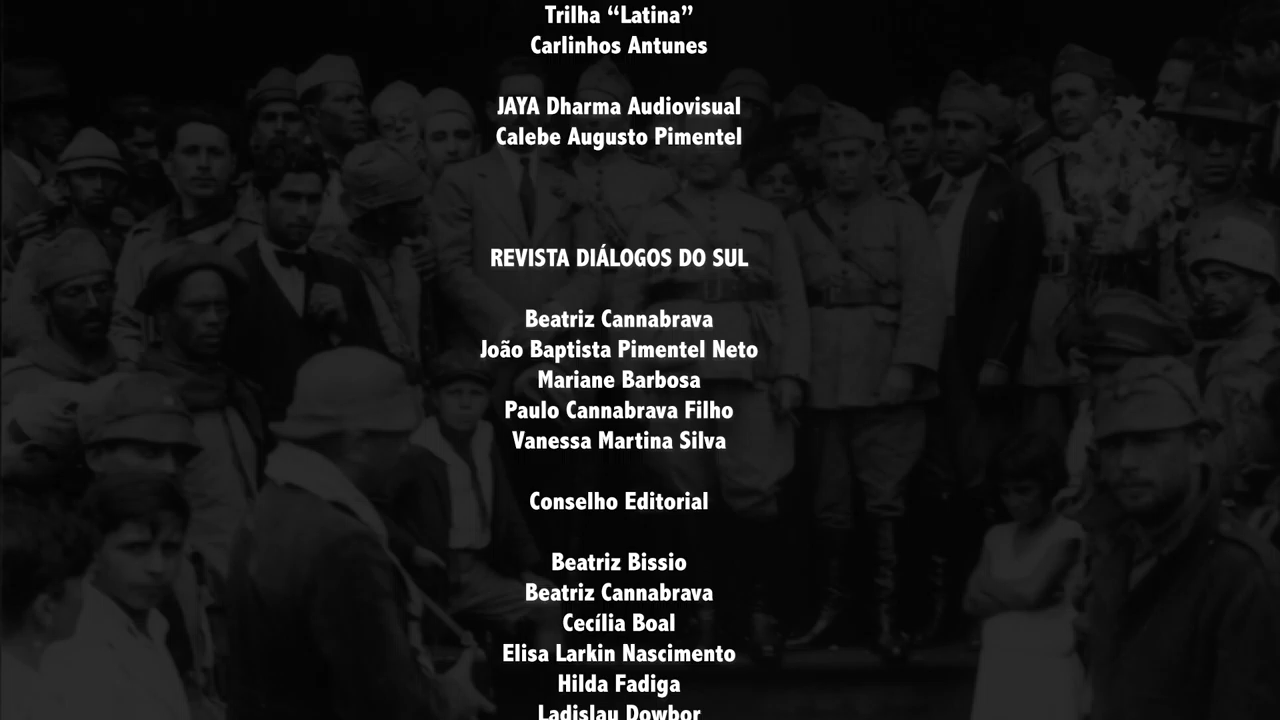 Trilha “Latina”
Carlinhos Antunes
JAYA Dharma Audiovisual
Calebe Augusto Pimentel
REVISTA DIÁLOGOS DO SUL
Beatriz Cannabrava
João Baptista Pimentel Neto
Mariane Barbosa
Paulo Cannabrava Filho
Vanessa Martina Silva
Conselho Editorial
Beatriz Bissio
Beatriz Cannabrava
Cecília Boal
Elisa Larkin Nascimento
Hilda Fadiga
Ladislau Dowbor